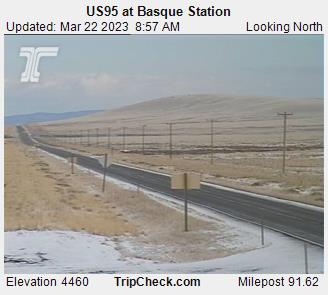 US95 at Basque Station
Updated: Mar 22 2023 8:57 AM Looking North
Elevation 4460 TripCheck.com Milepost 91.62